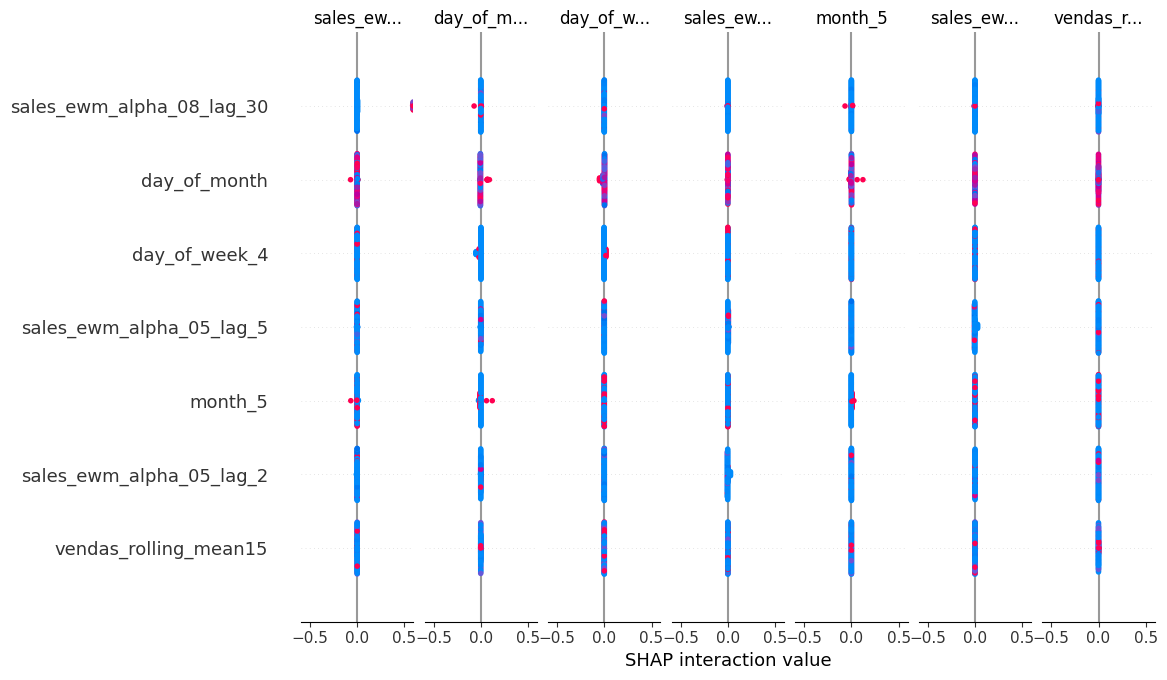 sales_ew... day_of_m... day_of_w... sales_ew... month_5 sales_ew... vendas_r...
sales_ewm_alpha_08_lag_30
day_of_month
day_of_week_4
sales_ewm_alpha_05_lag_5
month_5
sales_ewm_alpha_05_lag_2
vendas_rolling_mean15
−0.5 0.0 0.5 −0.5 0.0 0.5 −0.5 0.0 0.5 −0.5 0.0 0.5 −0.5 0.0 0.5 −0.5 0.0 0.5 −0.5 0.0 0.5
SHAP interaction value